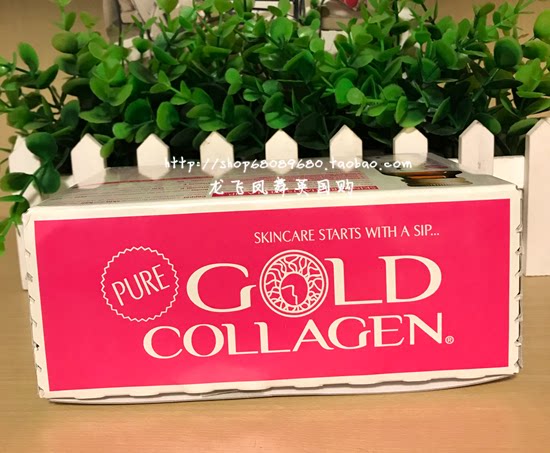 http://shop68089680.taobao.com
龙飞凤舞英国购
SKINCARE STARTS WITH A SIP...
PURE
GOLD
COLLAGEN®